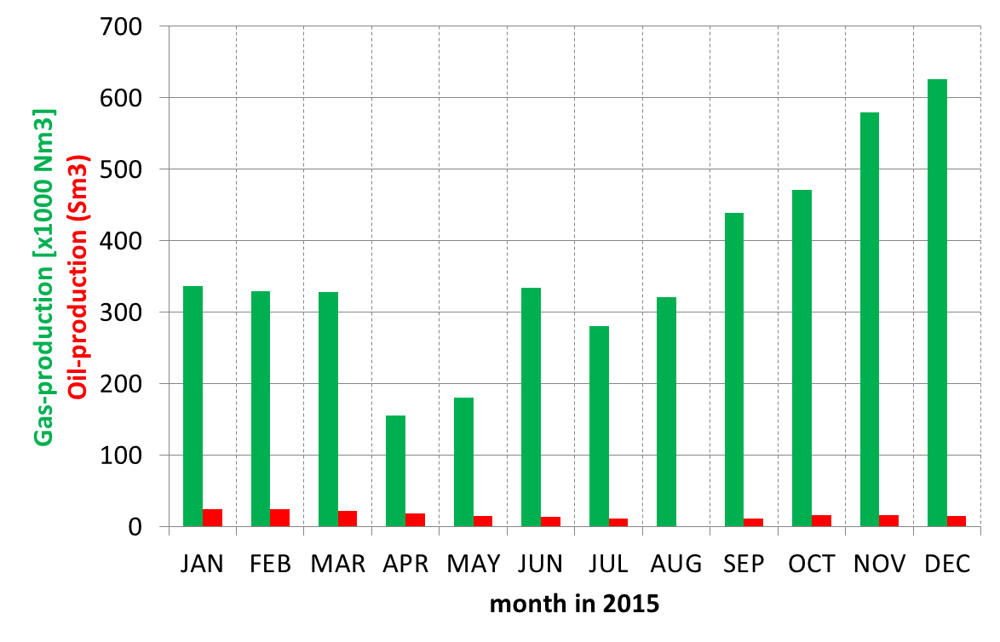 Gas-production [x1000 Nm3]
Oil-production (Sm3)
700
600
500
400
300
200
100
0
JAN FEB MAR APR MAY JUN JUL AUG SEP OCT NOV DEC
month in 2015